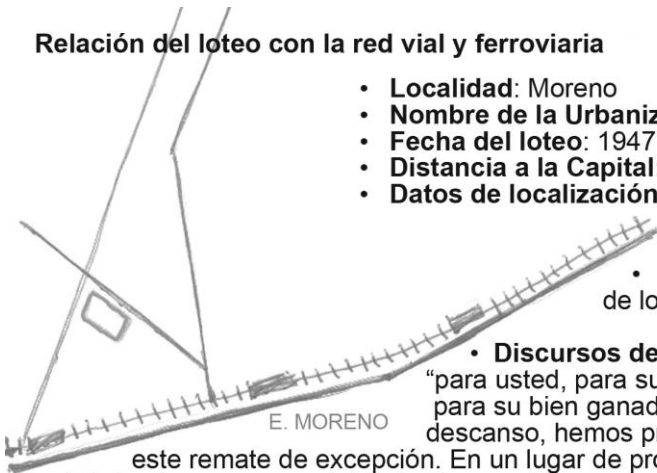 Relación del loteo con la red vial y ferroviaria
• Localidad: Moreno
• Nombre de la Urbaniz
• Fecha del loteo: 1947
• Distancia a la Capital
• Datos de localización
•
de lo
• Discursos de
“para usted, para su
para su bien ganad
E. MORENO
descanso, hemos p
este remate de excepción. En un lugar de pro